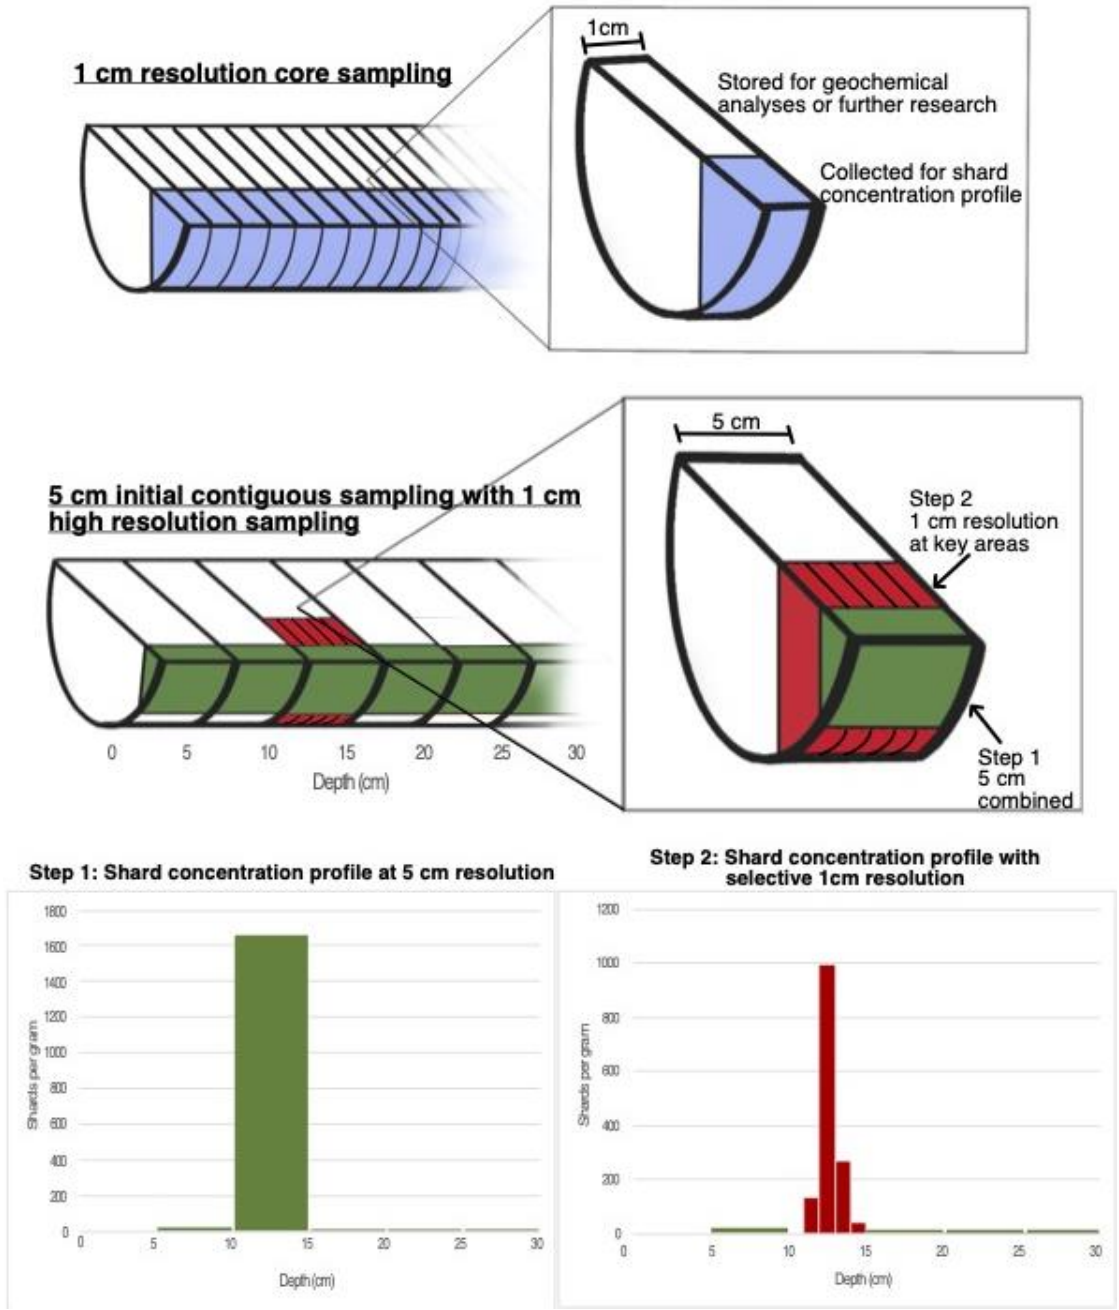 1 cm resolution core sampling
1cm
Stored for geochemical
analyses or further research
Collected for shard
concentration profile
5 cm initial contiguous sampling with 1 cm
high resolution sampling
0 5 10 15 20 25 30
Depth (cm)
5 cm
Step 2
1 cm resolution
at key areas
Step 1
5 cm
combined
Step 1: Shard concentration profile at 5 cm resolution
1800
1600
1400
1200
1000
800
600
400
200
0
Shards per gram
0 5 10 15 20 25 30
Depth (cm)
Step 2: Shard concentration profile with
selective 1cm resolution
1200
1000
800
600
400
200
0
Shards per gram
0 5 10 15 20 25 30
Depth (cm)